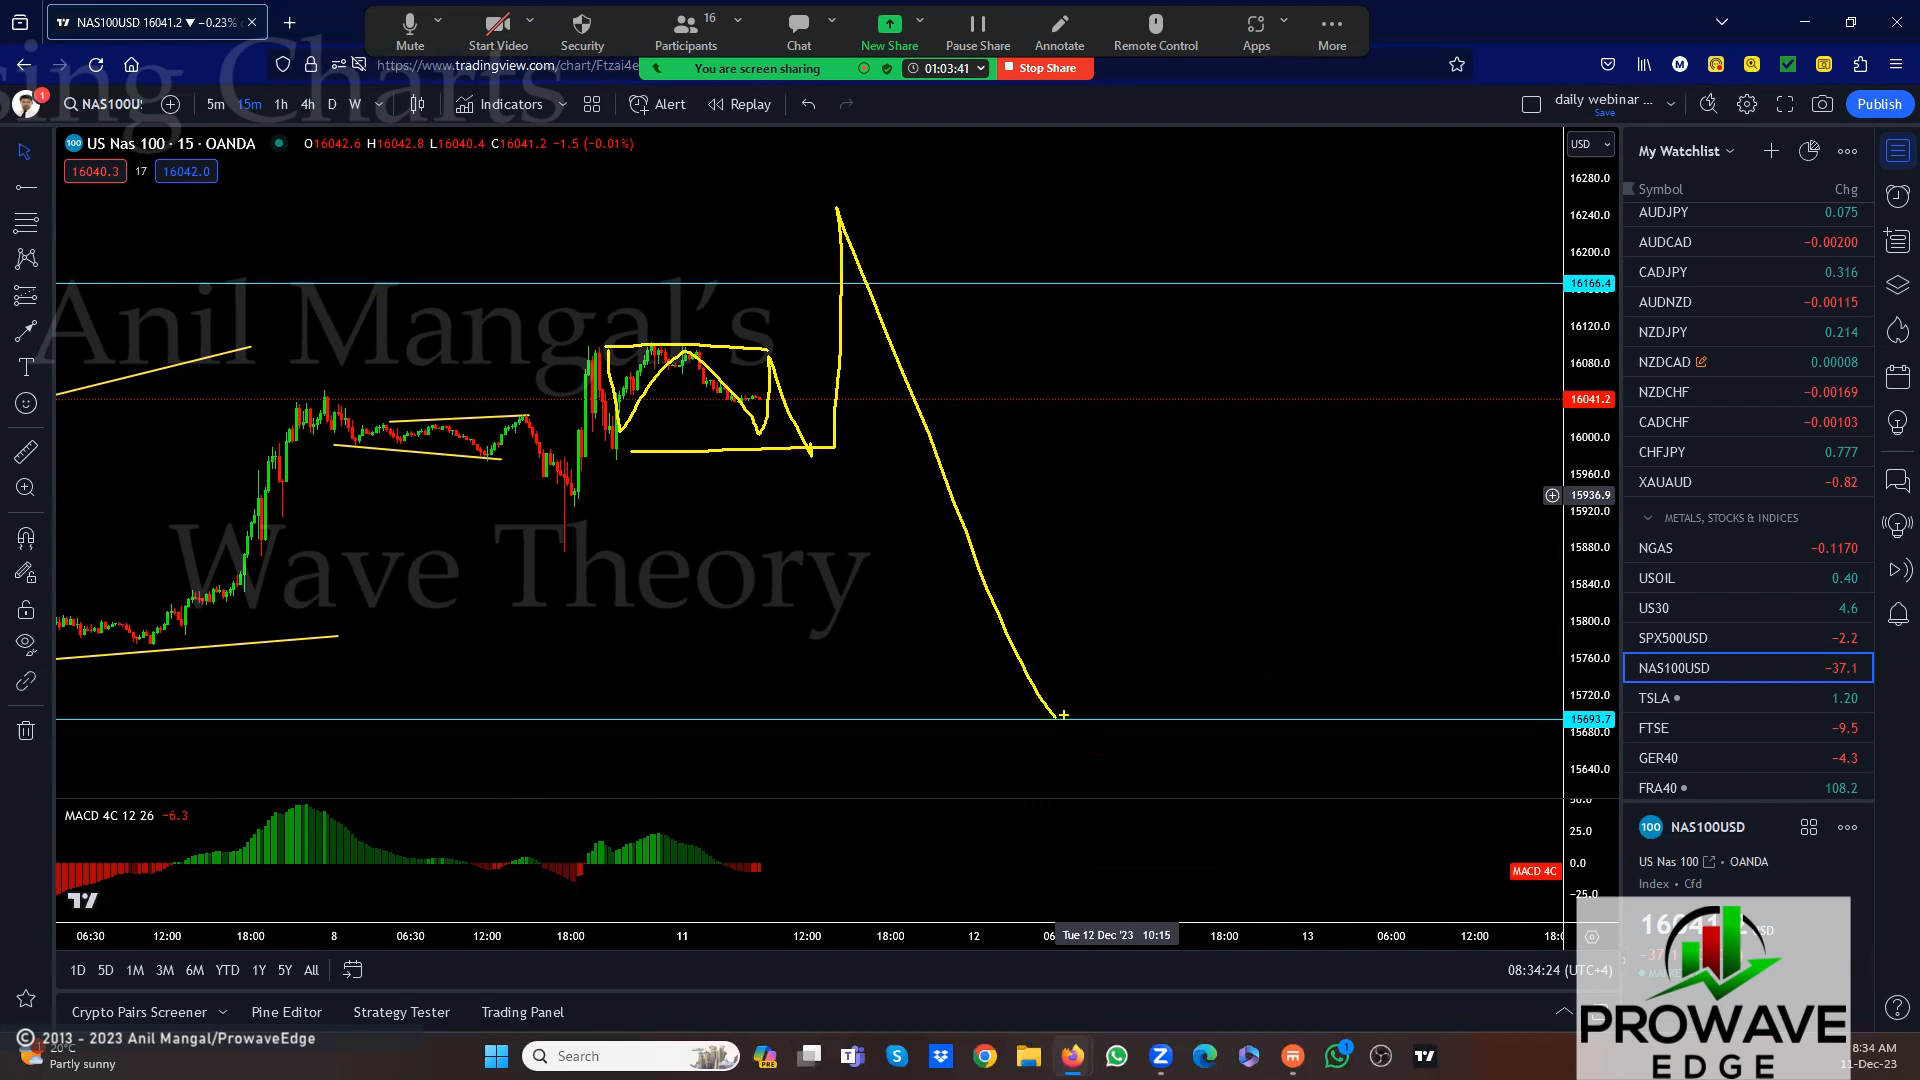 NAS100USD 16041.2 ▼ −0.23%
Mute
Start Video
Security
Participants
16
Chat
New Share
Pause Share
Annotate
Remote Control
Apps
More
https://www.tradingview.com/chart/Ftzai4e
You are screen sharing
01:03:41
Stop Share
sing Charts
1
NAS100U:
5m
15m
1h
4h
D
W
Indicators
Alert
Replay
daily webinar ...
Save
Publish
US Nas 100 · 15 · OANDA
O16042.6 H16042.8 L16040.4 C16041.2 −1.5 (−0.01%)
16040.3
17
16042.0
Anil Mangal's
Wave Theory
USD
16280.0
16240.0
16200.0
16166.4
16120.0
16080.0
16041.2
16000.0
15960.0
15936.9
15920.0
15880.0
15840.0
15800.0
15760.0
15720.0
15693.7
15680.0
15640.0
MACD 4C 12 26 −6.3
50.0
25.0
0.0
MACD 4C
−25.0
06:30
12:00
18:00
8
06:30
12:00
18:00
11
12:00
18:00
12
Tue 12 Dec '23 10:15
18:00
13
06:00
12:00
1D
5D
1M
3M
6M
YTD
1Y
5Y
All
08:34:24 (UTC+4)
Crypto Pairs Screener
Pine Editor
Strategy Tester
Trading Panel
My Watchlist
Symbol Chg
AUDJPY 0.075
AUDCAD −0.00200
CADJPY 0.316
AUDNZD −0.00115
NZDJPY 0.214
NZDCAD 0.00008
NZDCHF −0.00169
CADCHF −0.00103
CHFJPY 0.777
XAUAUD −0.82
METALS, STOCKS & INDICES
NGAS −0.1170
USOIL 0.40
US30 4.6
SPX500USD −2.2
NAS100USD −37.1
TSLA 1.20
FTSE −9.5
GER40 −4.3
FRA40 108.2
100 NAS100USD
US Nas 100 • OANDA
Index • Cfd
PROWAVE
EDGE
© 2013 - 2023 Anil Mangal/ProwaveEdge
20°C
Partly sunny
Search
PRE
1
8:34 AM
11-Dec-23